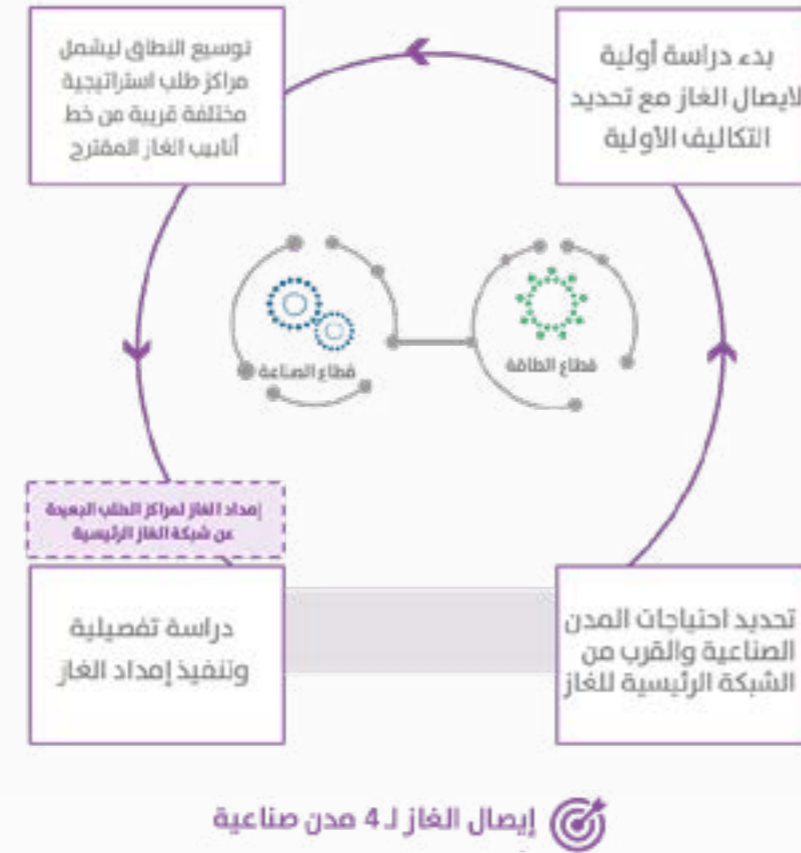 بدء دراسة أولية
لايصال الغاز مع تحديد
التكاليف الأولية
توسيع النطاق ليشمل
مراكز طلب استراتيجية
مختلفة قريبة من خط
أنابيب الغاز المقترح
قطاع الطاقة
قطاع الصناعة
إمداد الغاز لمراكز الطلب البعيدة
عن شبكة الغاز الرئيسية
تحديد احتياجات المدن
الصناعية والقرب من
الشبكة الرئيسية للغاز
دراسة تفصيلية
وتنفيذ إمداد الغاز
إيصال الغاز لـ 4 مدن صناعية